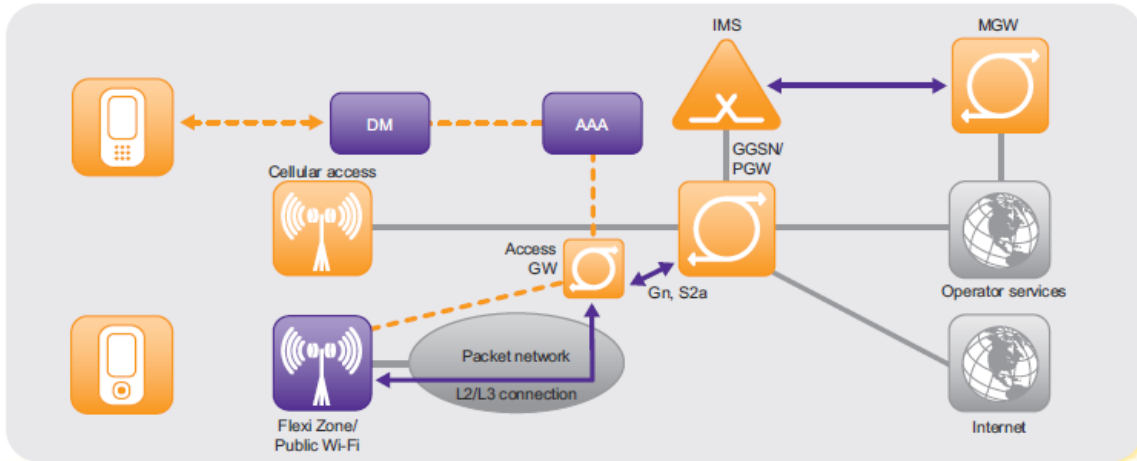 IMS
MGW
DM
AAA
GGSN/
PGW
Cellular access
Access
GW
Gn, S2a
Operator services
Packet network
L2/L3 connection
Flexi Zone/
Public Wi-Fi
Internet